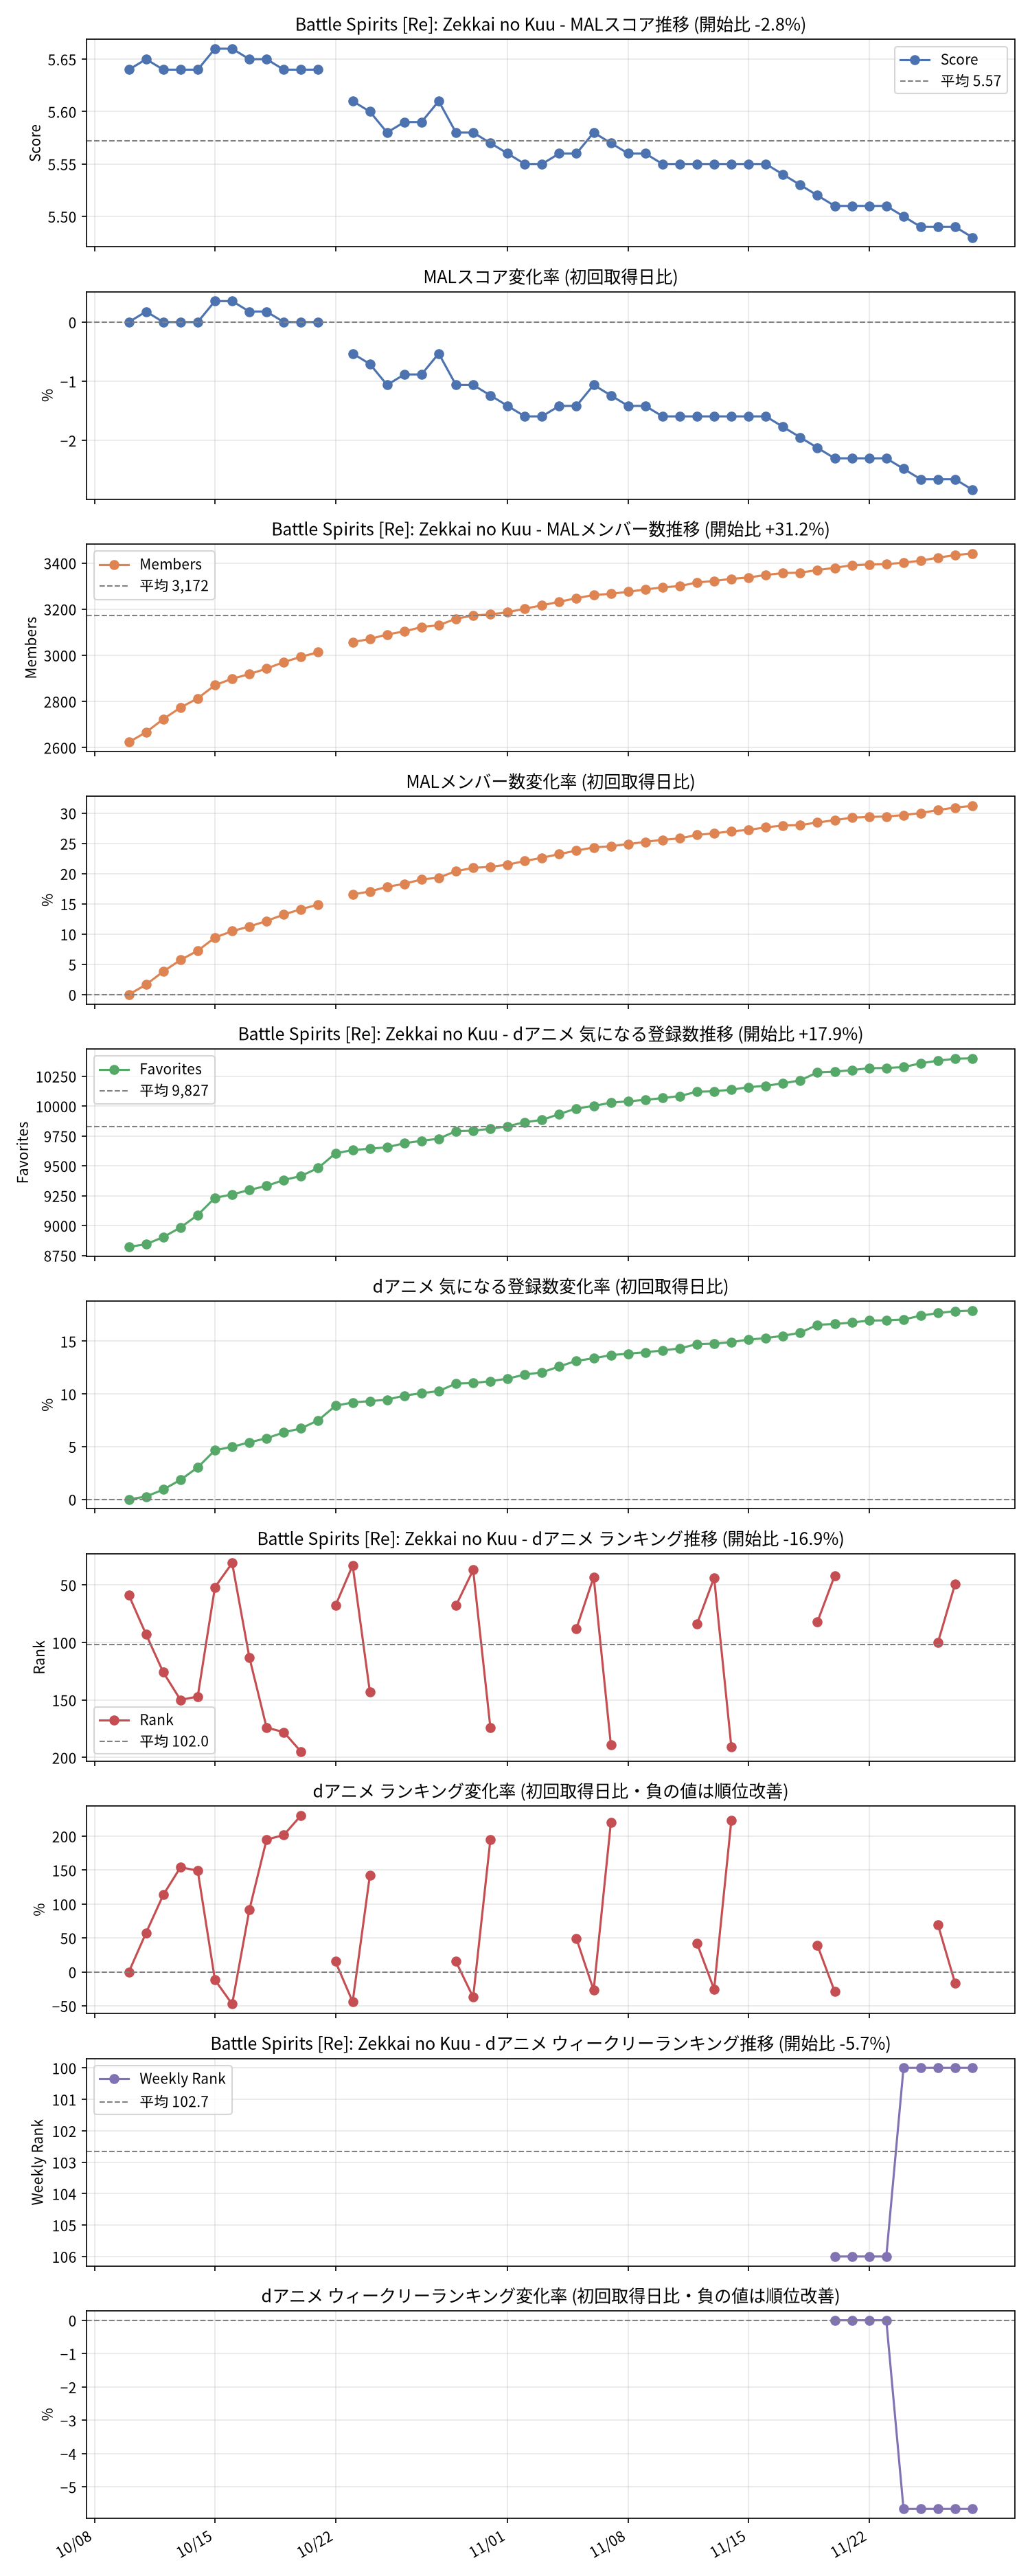 Battle Spirits [Re]: Zekkai no Kuu - MALスコア推移 (開始比 -2.8%)
Score
5.65
5.60
5.55
5.50
Score
平均 5.57
MALスコア変化率 (初回取得日比)
%
0
−1
−2
Battle Spirits [Re]: Zekkai no Kuu - MALメンバー数推移 (開始比 +31.2%)
Members
3400
3200
3000
2800
2600
Members
平均 3,172
MALメンバー数変化率 (初回取得日比)
%
30
25
20
15
10
5
0
Battle Spirits [Re]: Zekkai no Kuu - dアニメ 気になる登録数推移 (開始比 +17.9%)
Favorites
10250
10000
9750
9500
9250
9000
8750
Favorites
平均 9,827
dアニメ 気になる登録数変化率 (初回取得日比)
%
15
10
5
0
Battle Spirits [Re]: Zekkai no Kuu - dアニメ ランキング推移 (開始比 -16.9%)
Rank
50
100
150
200
Rank
平均 102.0
dアニメ ランキング変化率 (初回取得日比・負の値は順位改善)
%
200
150
100
50
0
−50
Battle Spirits [Re]: Zekkai no Kuu - dアニメ ウィークリーランキング推移 (開始比 -5.7%)
Weekly Rank
100
101
102
103
104
105
106
Weekly Rank
平均 102.7
dアニメ ウィークリーランキング変化率 (初回取得日比・負の値は順位改善)
%
0
−1
−2
−3
−4
−5
10/08
10/15
10/22
11/01
11/08
11/15
11/22